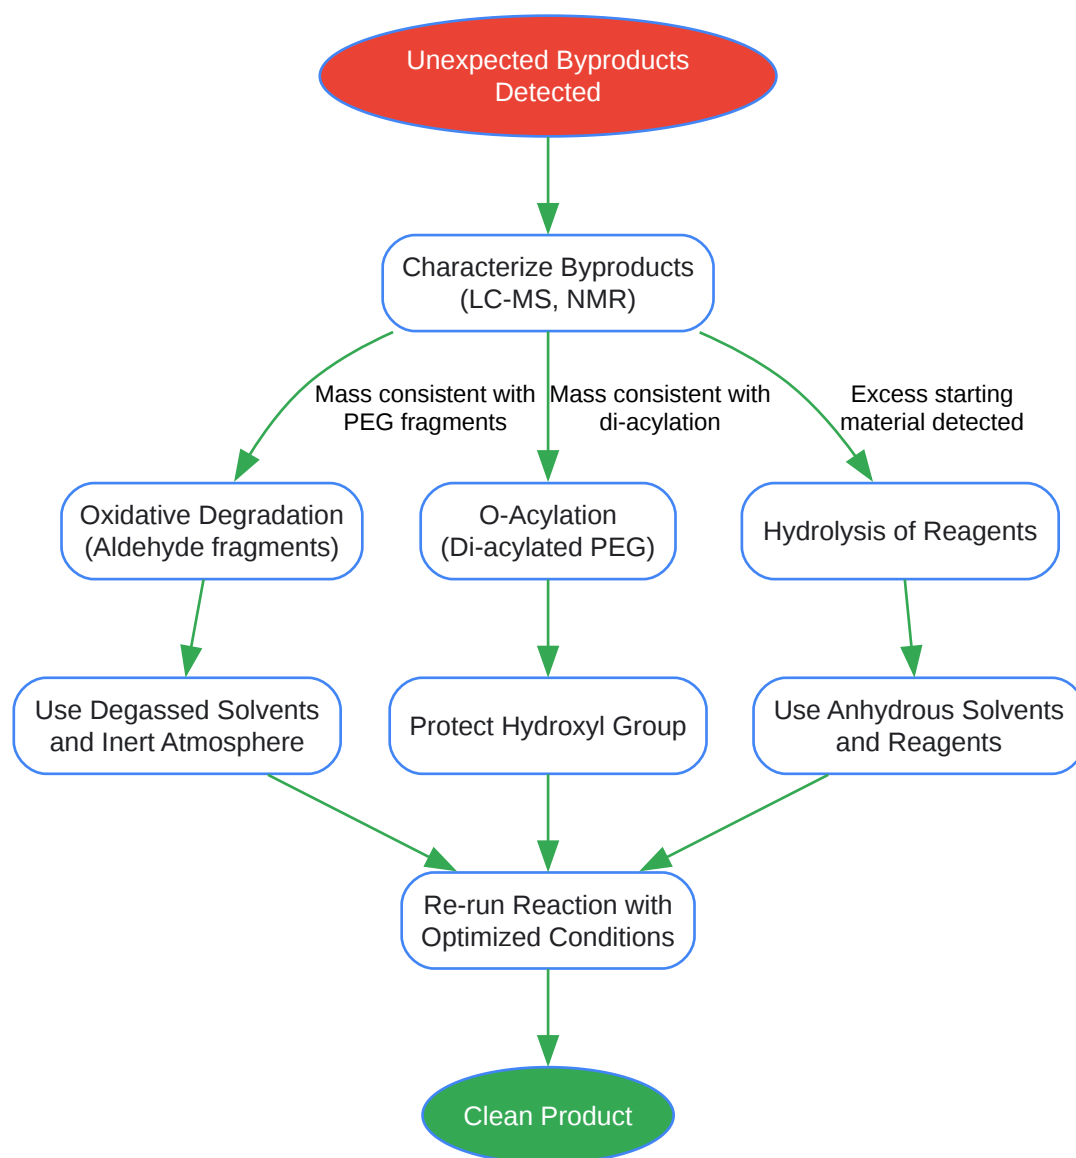 Unexpected Byproducts
Detected
Characterize Byproducts
(LC-MS, NMR)
Mass consistent with
PEG fragments
Mass consistent with
di-acylation
Excess starting
material detected
Oxidative Degradation
(Aldehyde fragments)
O-Acylation
(Di-acylated PEG)
Hydrolysis of Reagents
Use Degassed Solvents
and Inert Atmosphere
Protect Hydroxyl Group
Use Anhydrous Solvents
and Reagents
Re-run Reaction with
Optimized Conditions
Clean Product